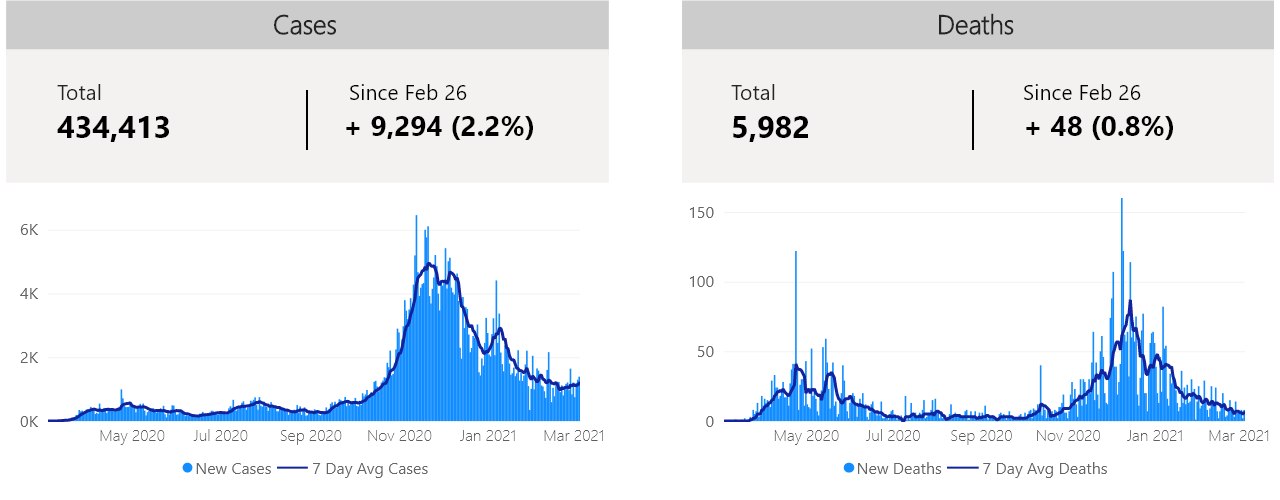 Cases
Total
Since Feb 26
434,413
+ 9,294 (2.2%)
6K
4K
2K
0K
May 2020
Jul 2020
Sep 2020
Nov 2020
Jan 2021
Mar 2021
New Cases
7 Day Avg Cases
Deaths
Total
Since Feb 26
5,982
+ 48 (0.8%)
150
100
50
0
May 2020
Jul 2020
Sep 2020
Nov 2020
Jan 2021
Mar 2021
New Deaths
7 Day Avg Deaths